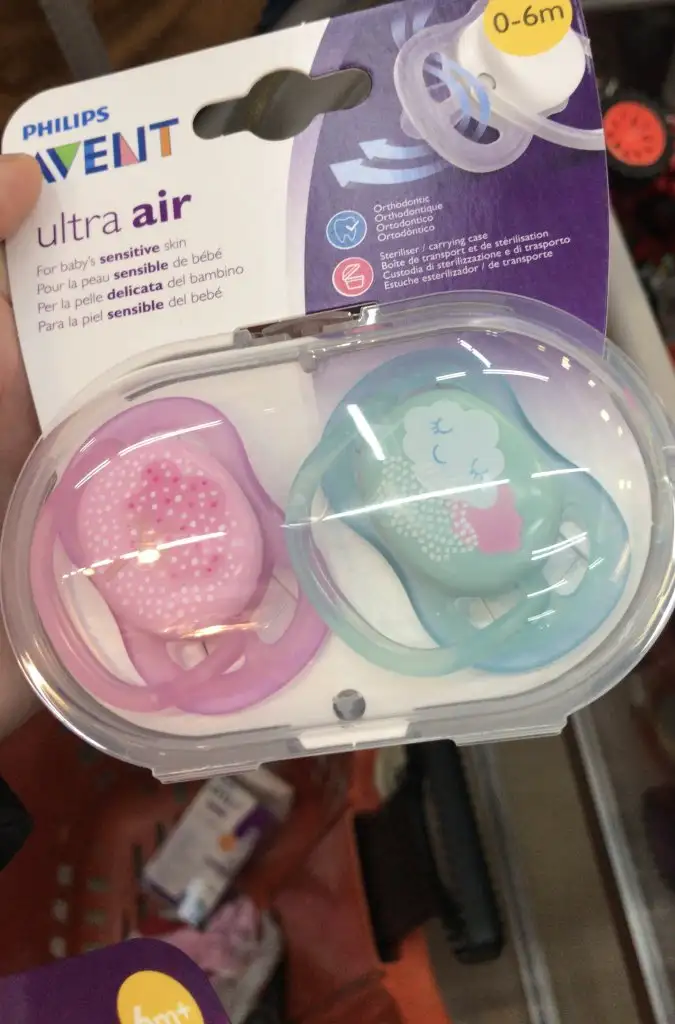 0-6m
PHILIPS
AVENT
ultra air
For baby's sensitive skin
Pour la peau sensible de bébé
Per la pelle delicata del bambino
Para la piel sensible del bebé
Orthodontic
Orthodontique
Ortodontico
Ortodóntico
Steriliser / carrying case
Boîte de transport et de stérilisation
Custodia di sterilizzazione e di trasporto
Estuche esterilizador / de transporte
6m+